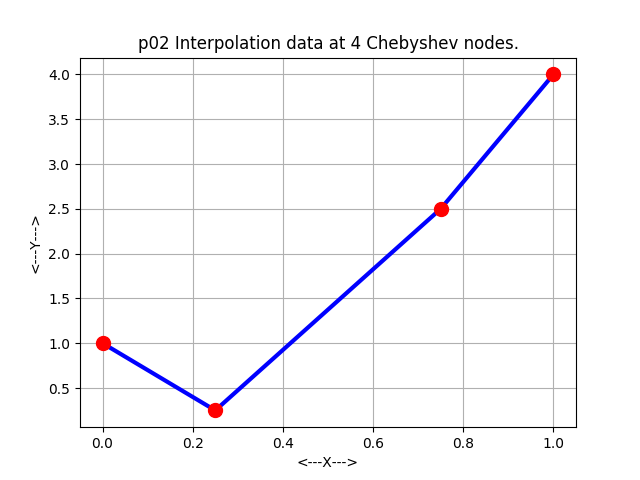 p02 Interpolation data at 4 Chebyshev nodes.
4.0
3.5
3.0
2.5
2.0
1.5
1.0
0.5
<---Y--->
0.0 0.2 0.4 0.6 0.8 1.0
<---X--->